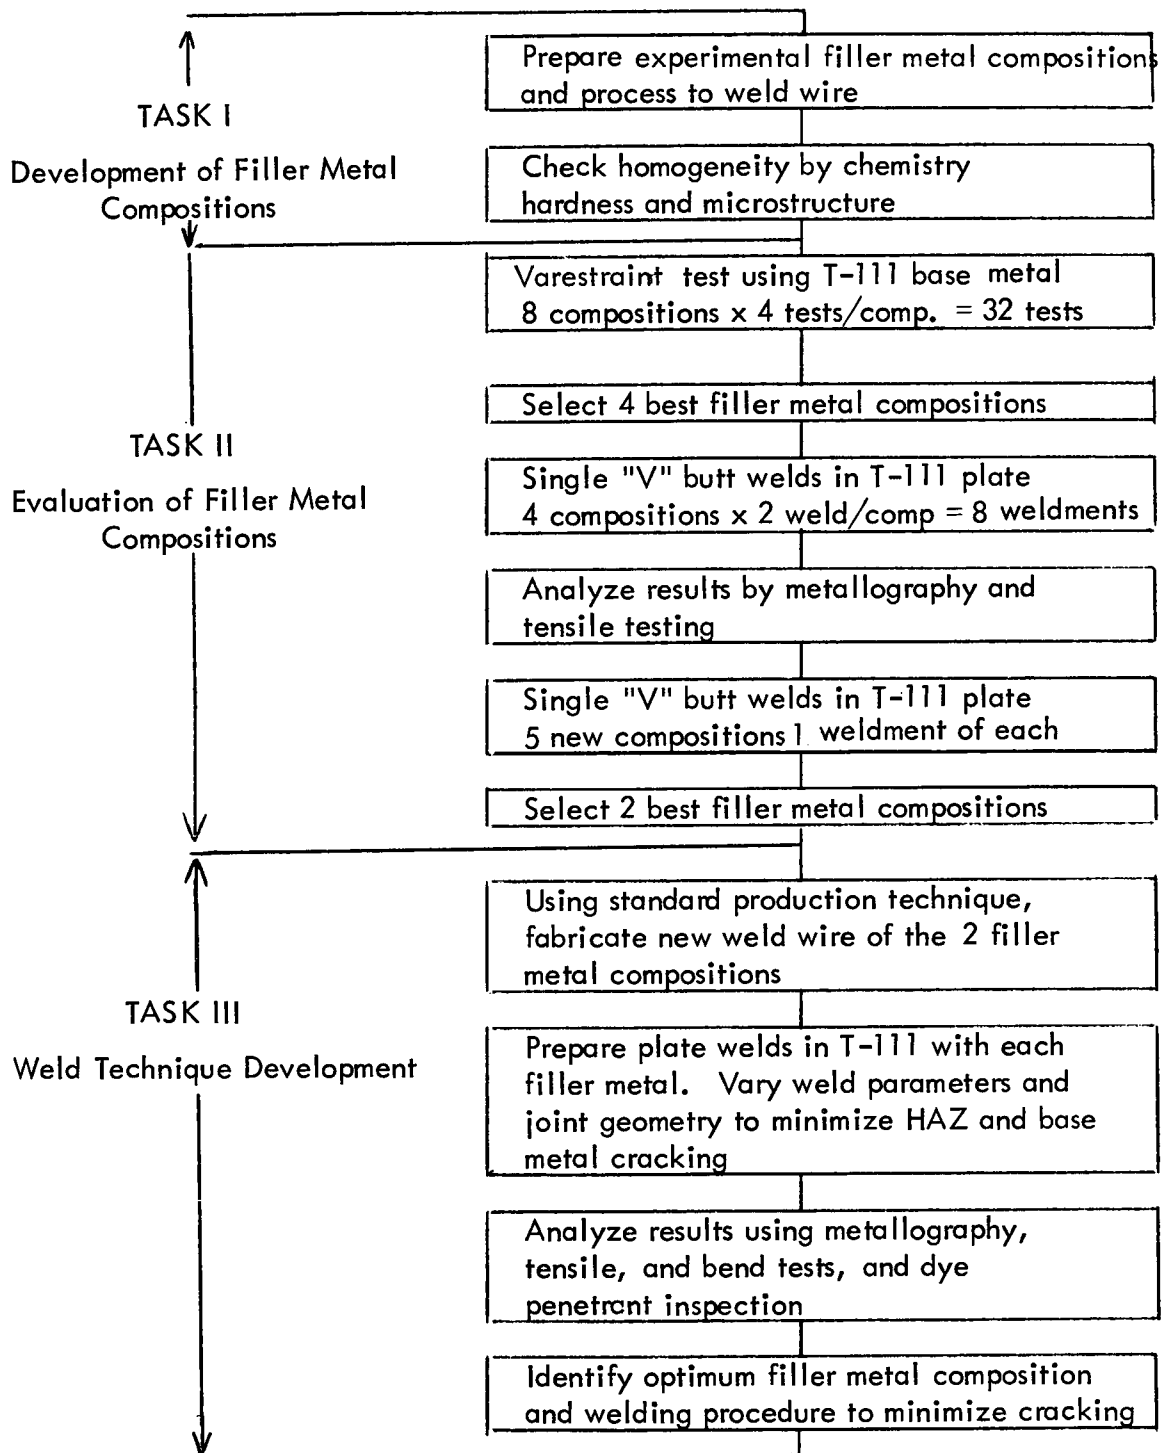 Prepare experimental filler metal compositions
and process to weld wire
TASK I
Development of Filler Metal
Compositions
Check homogeneity by chemistry
hardness and microstructure
Varestraint test using T-111 base metal
8 compositions x 4 tests/comp. = 32 tests
Select 4 best filler metal compositions
TASK II
Evaluation of Filler Metal
Compositions
Single "V" butt welds in T-111 plate
4 compositions x 2 weld/comp = 8 weldments
Analyze results by metallography and
tensile testing
Single "V" butt welds in T-111 plate
5 new compositions 1 weldment of each
Select 2 best filler metal compositions
Using standard production technique,
fabricate new weld wire of the 2 filler
metal compositions
TASK III
Weld Technique Development
Prepare plate welds in T-111 with each
filler metal. Vary weld parameters and
joint geometry to minimize HAZ and base
metal cracking
Analyze results using metallography,
tensile, and bend tests, and dye
penetrant inspection
Identify optimum filler metal composition
and welding procedure to minimize cracking